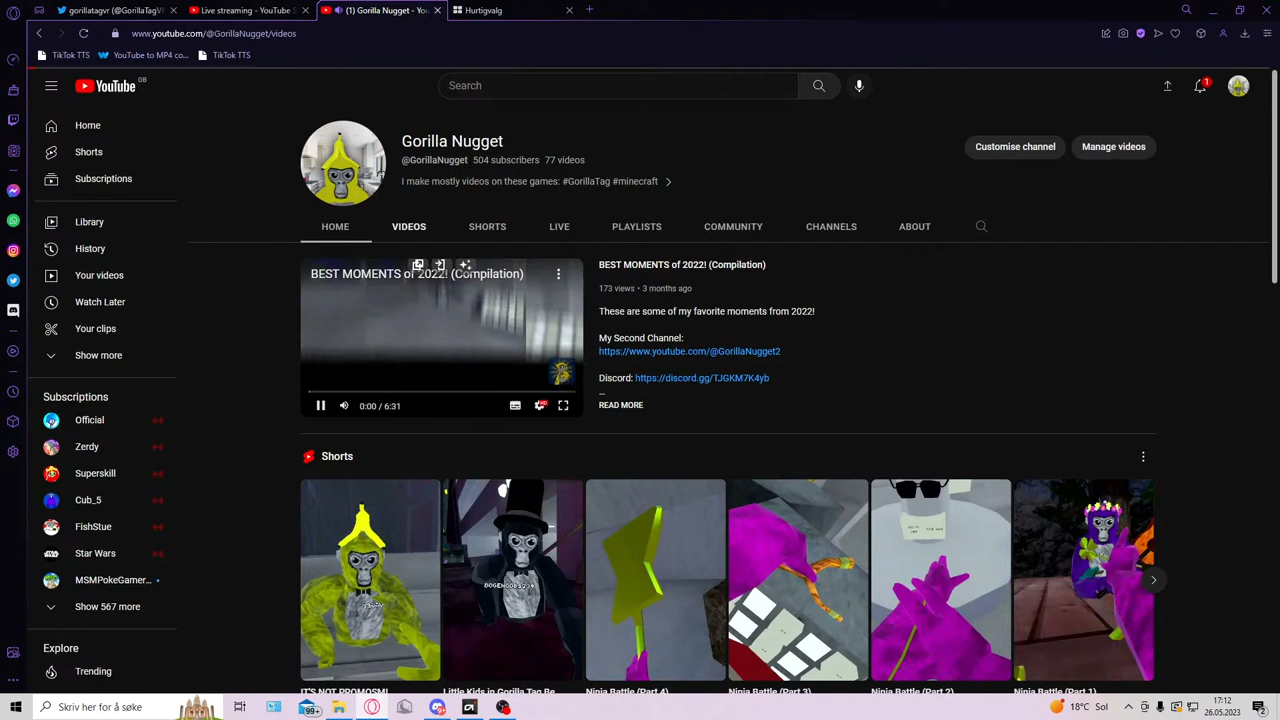 gorillatagvr (@GorillaTagVR
Live streaming - YouTube S
(1) Gorilla Nugget - You
Hurtigvalg
www.youtube.com/@GorillaNugget/videos
TikTok TTS
YouTube to MP4 co...
TikTok TTS
YouTube GB
Search
1
Home
Shorts
Subscriptions
Library
History
Your videos
Watch Later
Your clips
Show more
Subscriptions
Official
Zerdy
Superskill
Cub_5
FishStue
Star Wars
MSMPokeGamer...
Show 567 more
Explore
Trending
Gorilla Nugget
@GorillaNugget 504 subscribers 77 videos
I make mostly videos on these games: #GorillaTag #minecraft
Customise channel
Manage videos
HOME
VIDEOS
SHORTS
LIVE
PLAYLISTS
COMMUNITY
CHANNELS
ABOUT
BEST MOMENTS of 2022! (Compilation)
0:00 / 6:31
HD
BEST MOMENTS of 2022! (Compilation)
173 views • 3 months ago
These are some of my favorite moments from 2022!
My Second Channel:
https://www.youtube.com/@GorillaNugget2
Discord: https://discord.gg/TJGKM7K4yb
...
READ MORE
Shorts
IT'S NOT PROMOSM!
Little Kids in Gorilla Tag Be
Ninja Battle (Part 4)
Ninja Battle (Part 3)
Ninja Battle (Part 2)
Ninja Battle (Part 1)
Skriv her for å søke
99+
18°C Sol
17:12
26.05.2023
2